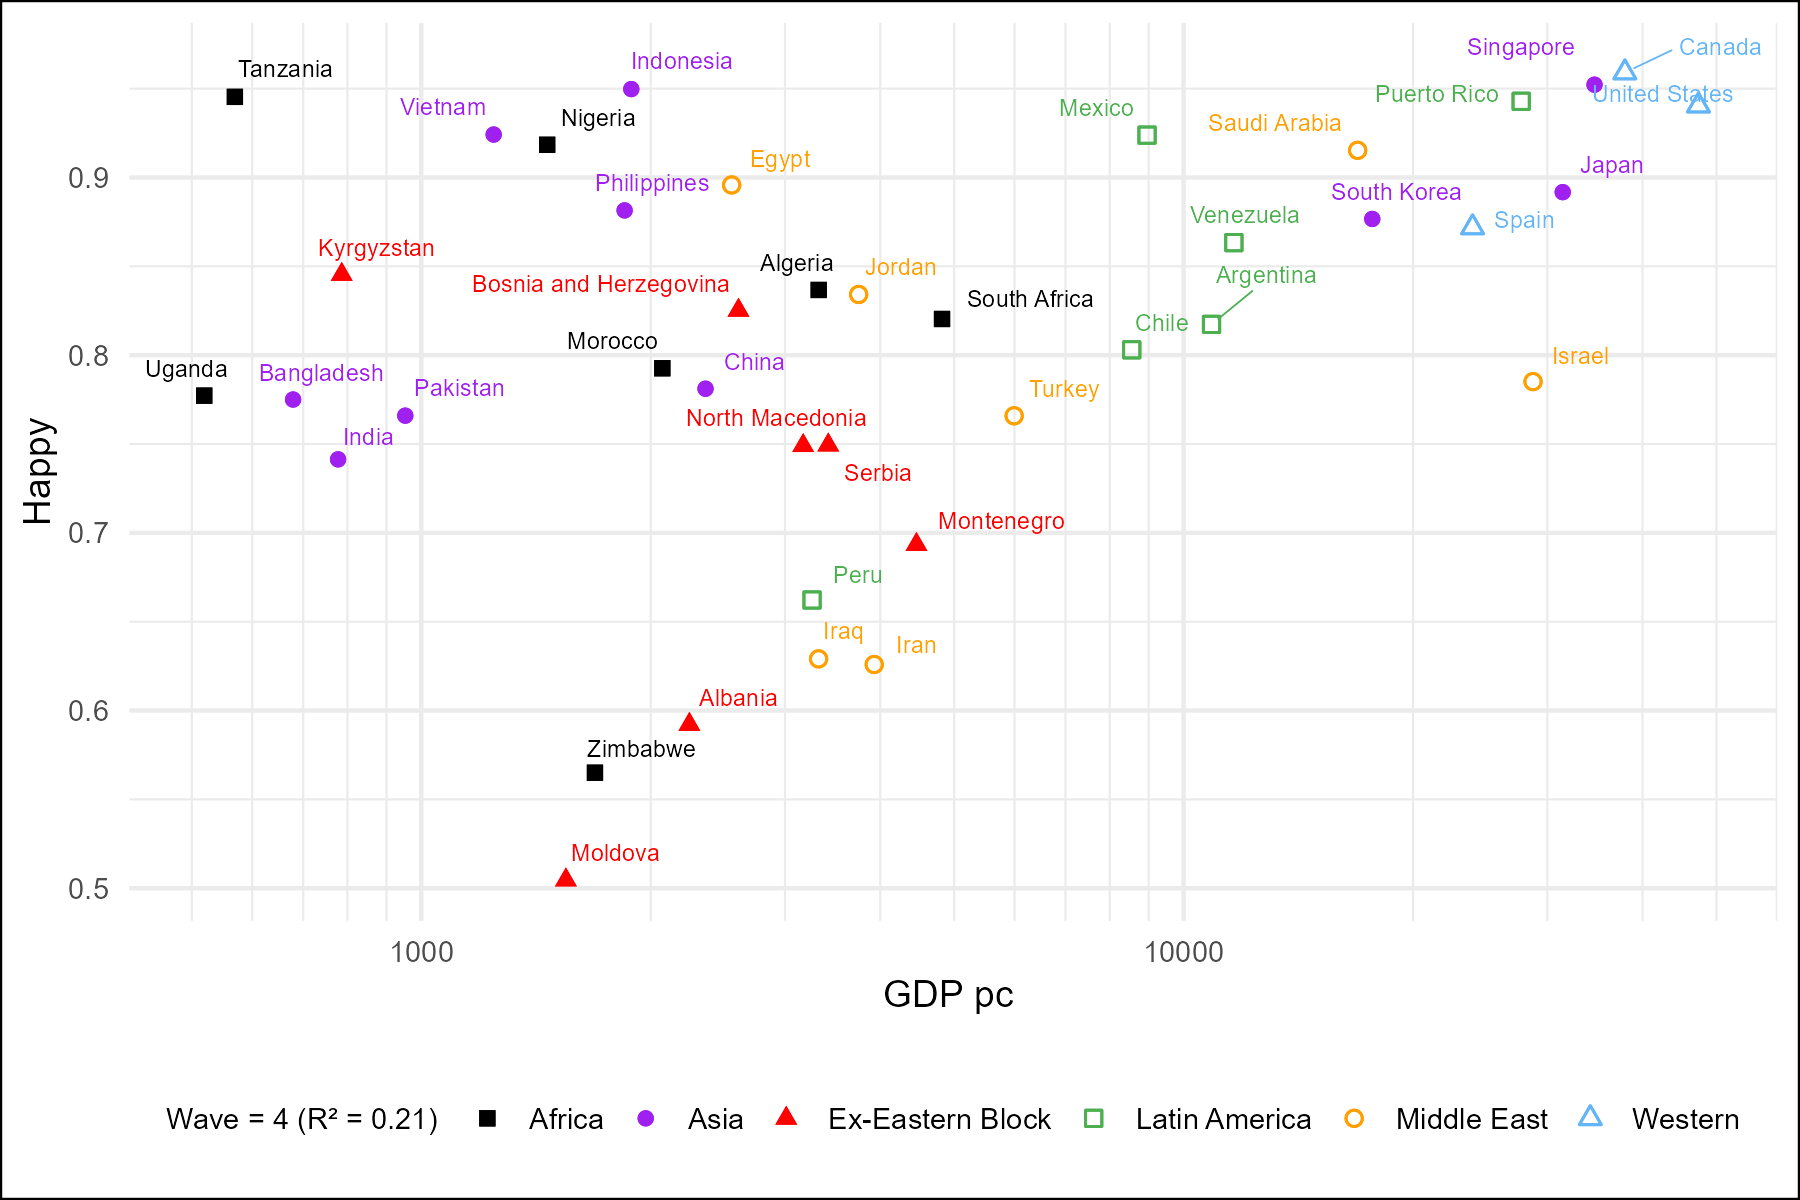 Singapore
Canada
Indonesia
Tanzania
Puerto Rico
United States
Vietnam
Mexico
Nigeria
Saudi Arabia
Egypt
Japan
0.9
Philippines
South Korea
Venezuela
Spain
Kyrgyzstan
Algeria
Jordan
Argentina
Bosnia and Herzegovina
South Africa
Chile
Morocco
0.8
China
Israel
Uganda
Bangladesh
Pakistan
Turkey
North Macedonia
India
Happy
Serbia
Montenegro
0.7
Peru
Iraq
Iran
Albania
0.6
Zimbabwe
Moldova
0.5
1000
10000
GDP pc
Wave = 4 (R² = 0.21) Africa Asia Ex-Eastern Block Latin America Middle East Western